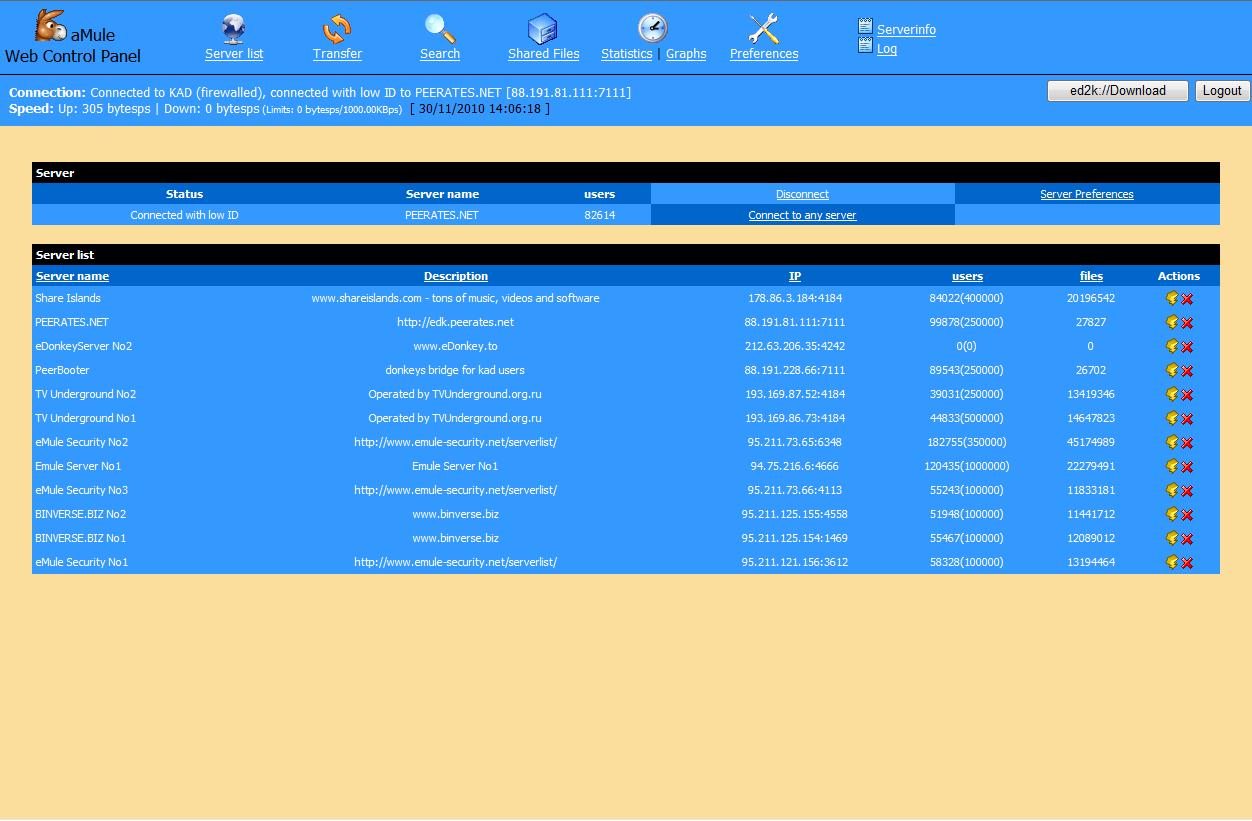 aMule
Web Control Panel
Server list
Transfer
Search
Shared Files
Statistics | Graphs
Preferences
Serverinfo
Log
Connection: Connected to KAD (firewalled), connected with low ID to PEERATES.NET [88.191.81.111:7111]
Speed: Up: 305 bytesps | Down: 0 bytesps (Limits: 0 bytesps/1000.00KBps) [ 30/11/2010 14:06:18 ]
ed2k://Download
Logout
Server
Status Server name users Disconnect Server Preferences
Connected with low ID PEERATES.NET 82614 Connect to any server
Server list
Server name Description IP users files Actions
Share Islands www.shareislands.com - tons of music, videos and software 178.86.3.184:4184 84022(400000) 20196542
PEERATES.NET http://edk.peerates.net 88.191.81.111:7111 99878(250000) 27827
eDonkeyServer No2 www.eDonkey.to 212.63.206.35:4242 0(0) 0
PeerBooter donkeys bridge for kad users 88.191.228.66:7111 89543(250000) 26702
TV Underground No2 Operated by TVUnderground.org.ru 193.169.87.52:4184 39031(250000) 13419346
TV Underground No1 Operated by TVUnderground.org.ru 193.169.86.73:4184 44833(500000) 14647823
eMule Security No2 http://www.emule-security.net/serverlist/ 95.211.73.65:6348 182755(350000) 45174989
Emule Server No1 Emule Server No1 94.75.216.6:4666 120435(1000000) 22279491
eMule Security No3 http://www.emule-security.net/serverlist/ 95.211.73.66:4113 55243(100000) 11833181
BINVERSE.BIZ No2 www.binverse.biz 95.211.125.155:4558 51948(100000) 11441712
BINVERSE.BIZ No1 www.binverse.biz 95.211.125.154:1469 55467(100000) 12089012
eMule Security No1 http://www.emule-security.net/serverlist/ 95.211.121.156:3612 58328(100000) 13194464